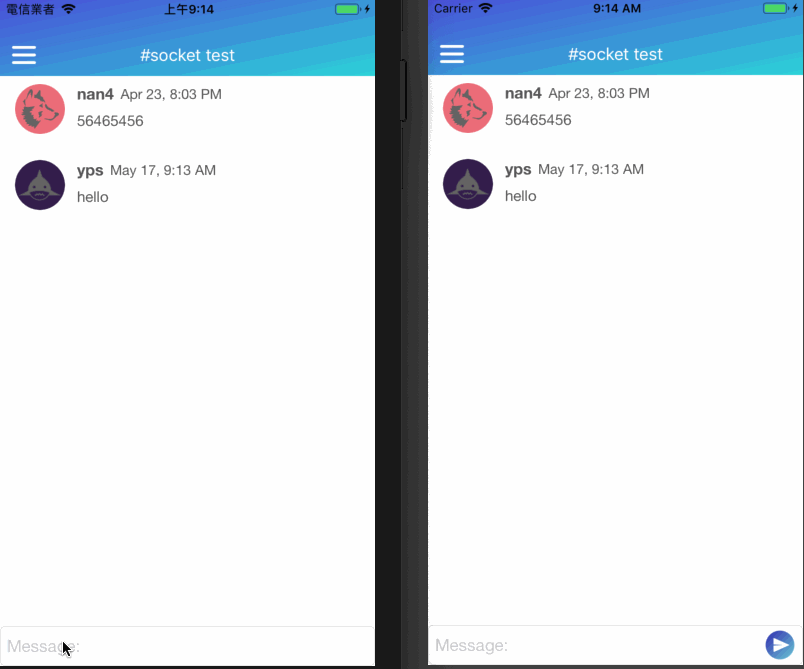 電信業者 上午9:14
#socket test
nan4 Apr 23, 8:03 PM
56465456
yps May 17, 9:13 AM
hello
Message:
Carrier 9:14 AM
#socket test
nan4 Apr 23, 8:03 PM
56465456
yps May 17, 9:13 AM
hello
Message: